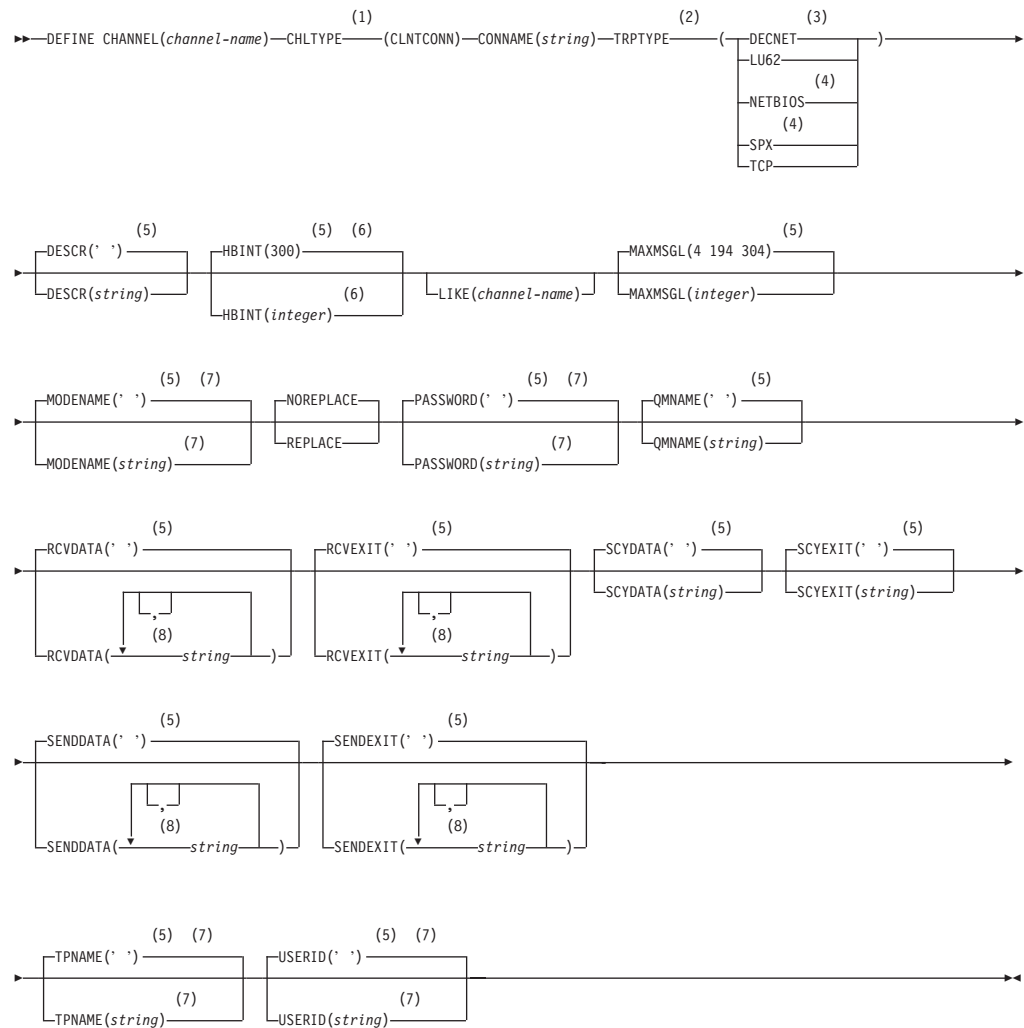 (1) (2) (3)
DEFINE CHANNEL(channel-name) CHLTYPE (CLNTCONN) CONNAME(string) TRPTYPE ( DECNET )
LU62
(4)
NETBIOS
(4)
SPX
TCP
(5) (5) (6) (5)
DESCR(' ') HBINT(300) MAXMSGL(4 194 304)
DESCR(string) (6) LIKE(channel-name) MAXMSGL(integer)
HBINT(integer)
(5) (7) (5) (7) (5)
MODENAME(' ') NOREPLACE PASSWORD(' ') QMNAME(' ')
(7) REPLACE (7) QMNAME(string)
MODENAME(string) PASSWORD(string)
(5) (5) (5) (5)
RCVDATA(' ') RCVEXIT(' ') SCYDATA(' ') SCYEXIT(' ')
SCYDATA(string) SCYEXIT(string)
, ,
(8) (8)
RCVDATA( string ) RCVEXIT( string )
(5) (5)
SENDDATA(' ') SENDEXIT(' ')
, ,
(8) (8)
SENDDATA( string ) SENDEXIT( string )
(5) (7) (5) (7)
TPNAME(' ') USERID(' ')
(7) (7)
TPNAME(string) USERID(string)